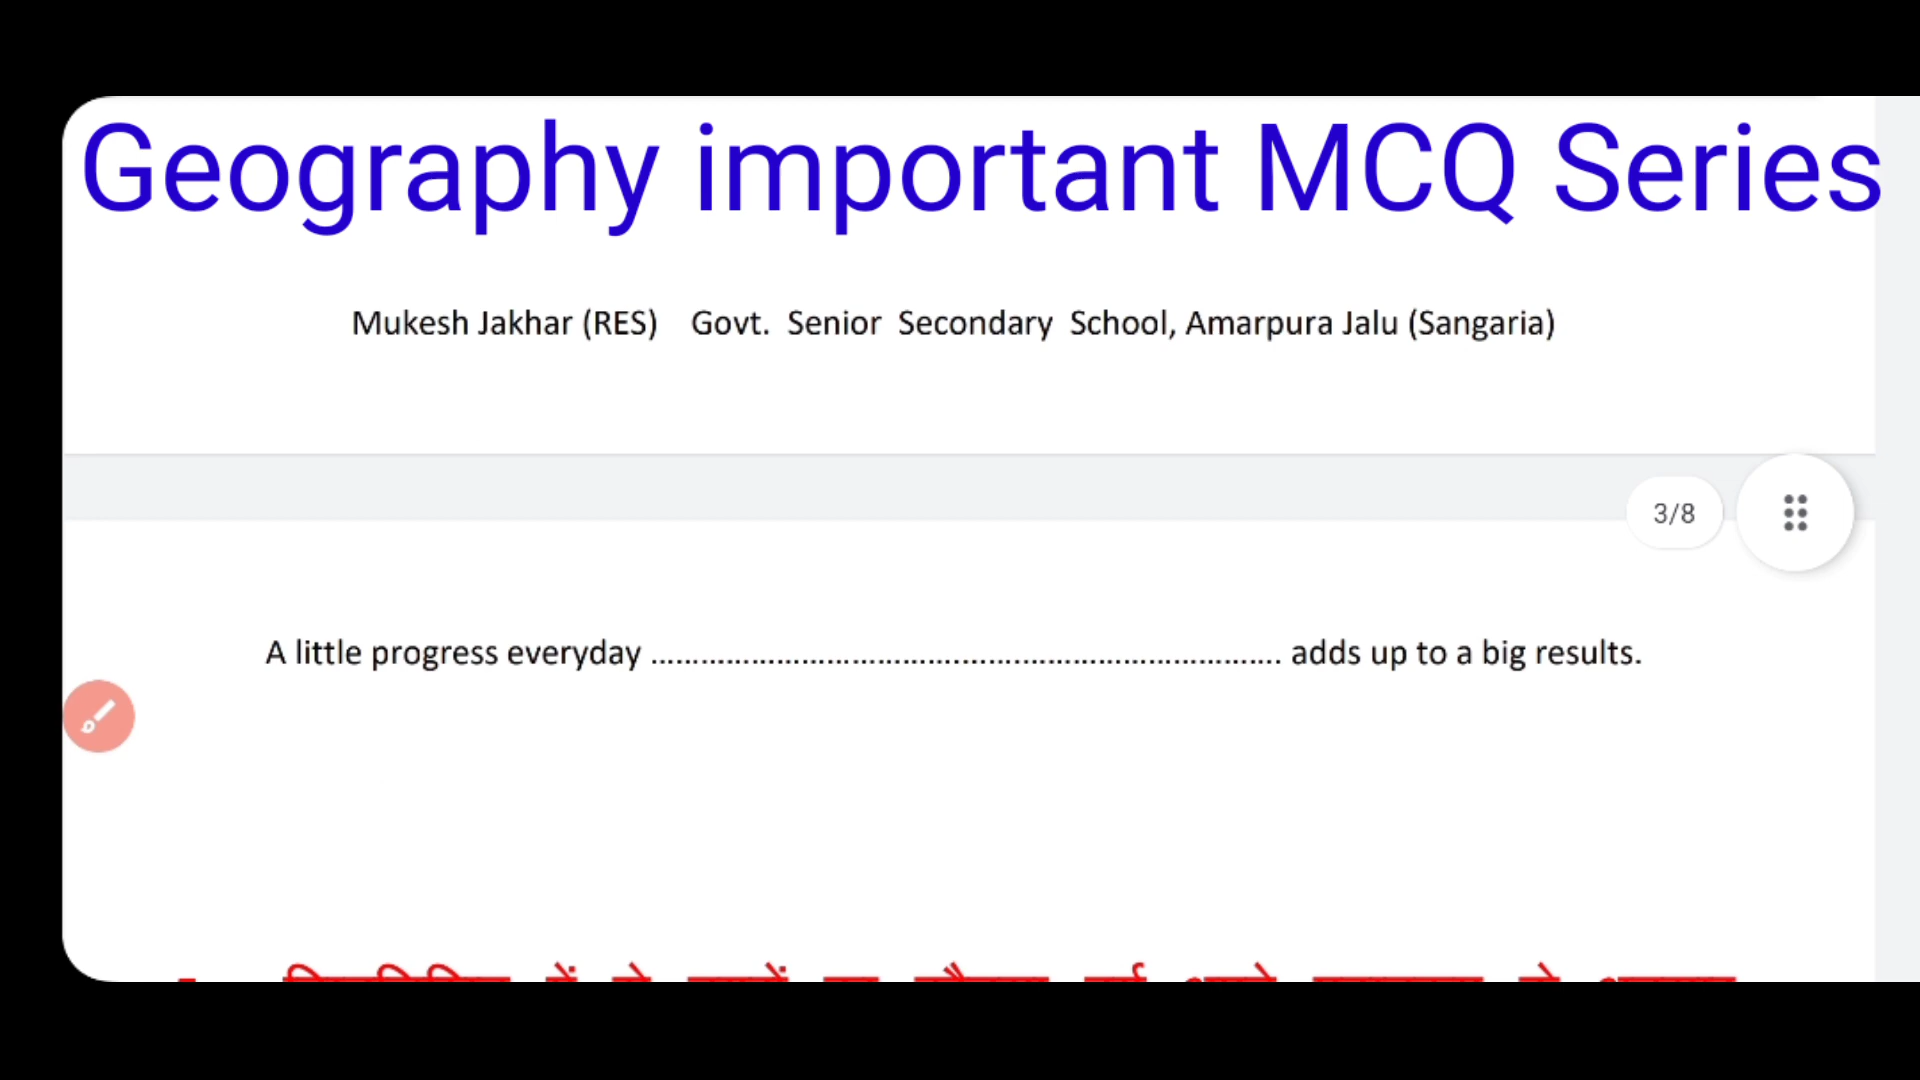 Geography important MCQ Series
Mukesh Jakhar (RES) Govt. Senior Secondary School, Amarpura Jalu (Sangaria)
3/8
A little progress everyday ................................................................................ adds up to a big results.